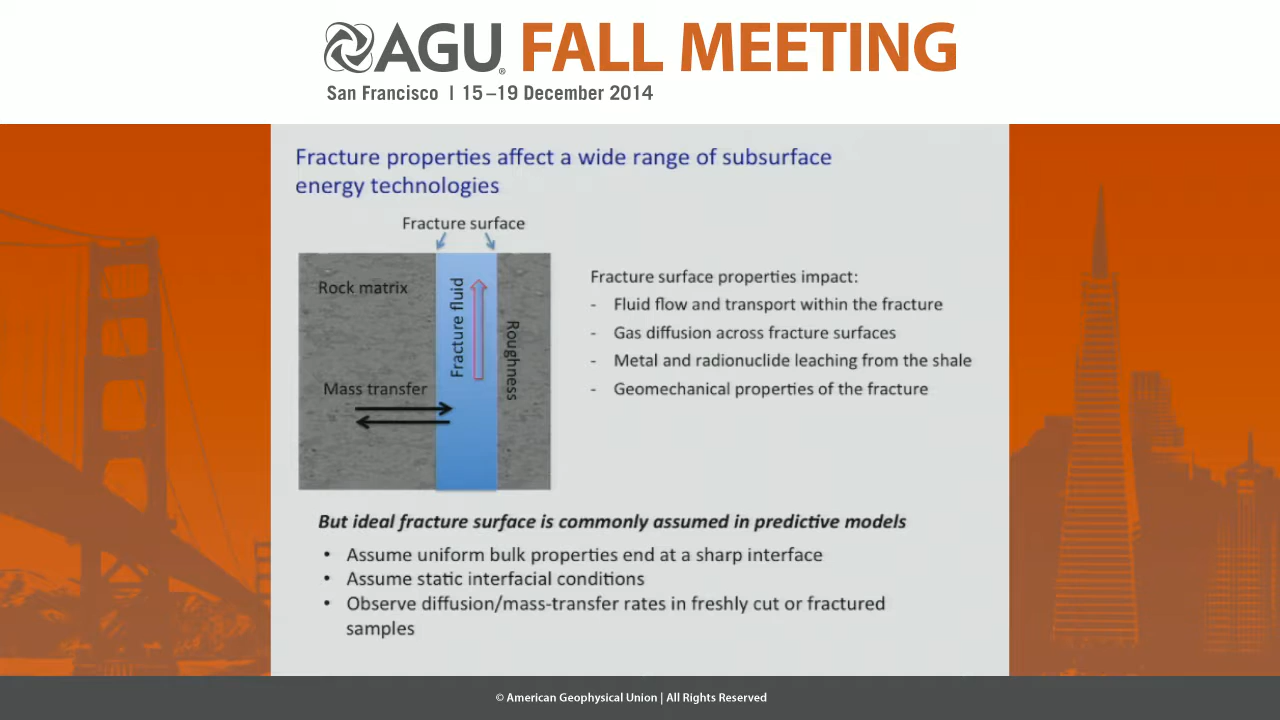 AGU® FALL MEETING
San Francisco | 15–19 December 2014
Fracture properties affect a wide range of subsurface
energy technologies
Fracture surface
Rock matrix
Fracture fluid
Roughness
Mass transfer
Fracture surface properties impact:
- Fluid flow and transport within the fracture
- Gas diffusion across fracture surfaces
- Metal and radionuclide leaching from the shale
- Geomechanical properties of the fracture
But ideal fracture surface is commonly assumed in predictive models
• Assume uniform bulk properties end at a sharp interface
• Assume static interfacial conditions
• Observe diffusion/mass-transfer rates in freshly cut or fractured
samples
© American Geophysical Union | All Rights Reserved